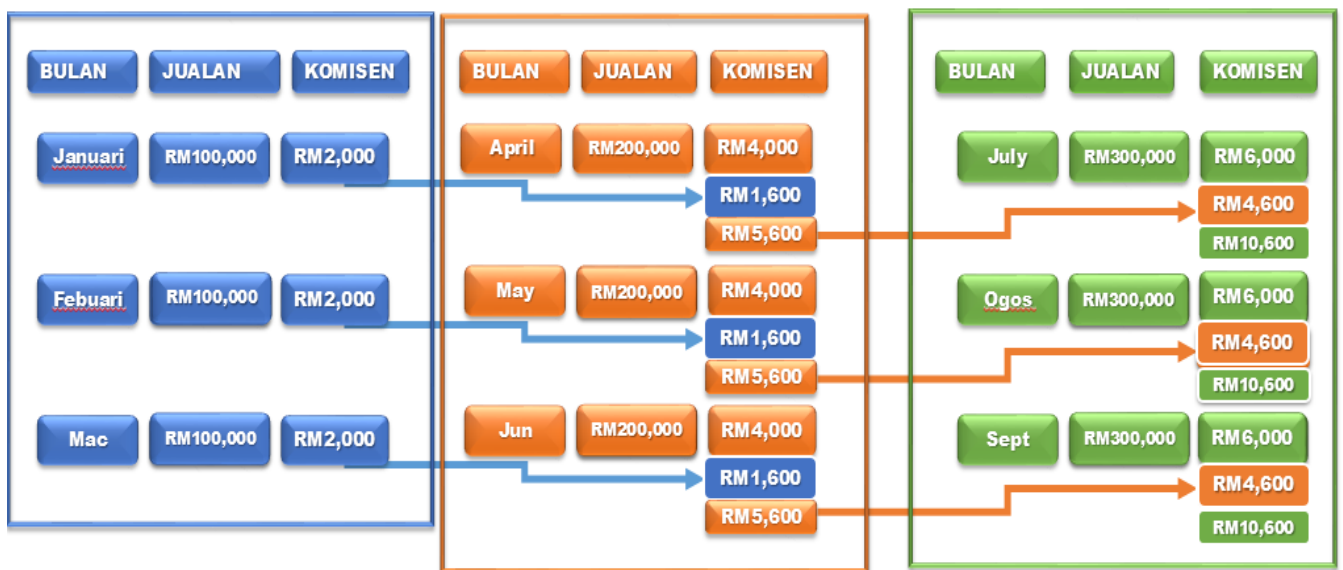 BULAN JUALAN KOMISEN
Januari RM100,000 RM2,000
Febuari RM100,000 RM2,000
Mac RM100,000 RM2,000
BULAN JUALAN KOMISEN
April RM200,000 RM4,000
RM1,600
RM5,600
May RM200,000 RM4,000
RM1,600
RM5,600
Jun RM200,000 RM4,000
RM1,600
RM5,600
BULAN JUALAN KOMISEN
July RM300,000 RM6,000
RM4,600
RM10,600
Ogos RM300,000 RM6,000
RM4,600
RM10,600
Sept RM300,000 RM6,000
RM4,600
RM10,600